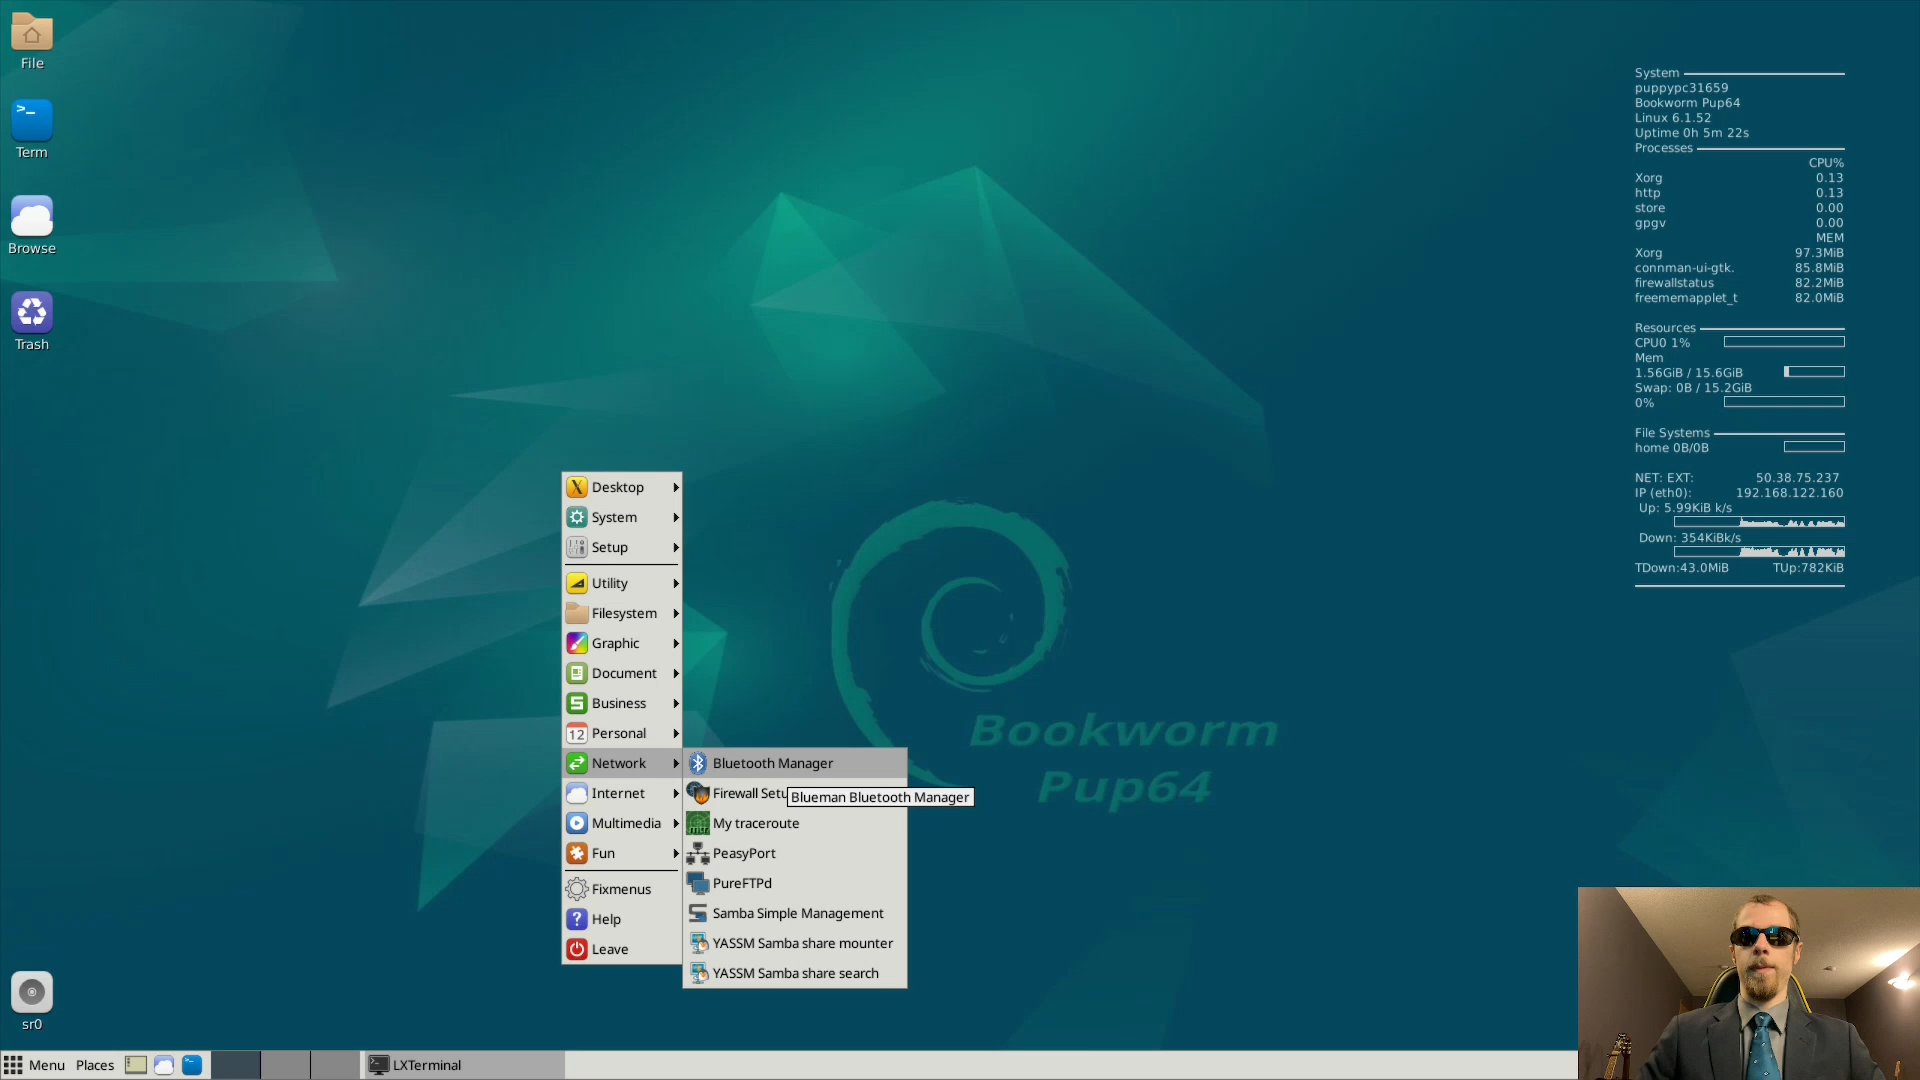 File
>_
Term
Browse
Trash
sr0
System
puppypc31659
Bookworm Pup64
Linux 6.1.52
Uptime 0h 5m 22s
Processes
CPU%
Xorg 0.13
http 0.13
store 0.00
gpgv 0.00
MEM
Xorg 97.3MiB
connman-ui-gtk. 85.8MiB
firewallstatus 82.2MiB
freememapplet_t 82.0MiB
Resources
CPU0 1%
Mem
1.56GiB / 15.6GiB
Swap: 0B / 15.2GiB
0%
File Systems
home 0B/0B
NET: EXT: 50.38.75.237
IP (eth0): 192.168.122.160
Up: 5.99KiB k/s
Down: 354KiBk/s
TDown:43.0MiB TUp:782KiB
Desktop
System
Setup
Utility
Filesystem
Graphic
Document
Business
12 Personal
Network
Internet
Multimedia
Fun
Fixmenus
? Help
Leave
Bluetooth Manager
Firewall Setu
Blueman Bluetooth Manager
mtr My traceroute
PeasyPort
PureFTPd
Samba Simple Management
YASSM Samba share mounter
YASSM Samba share search
Bookworm
Pup64
Menu Places LXTerminal